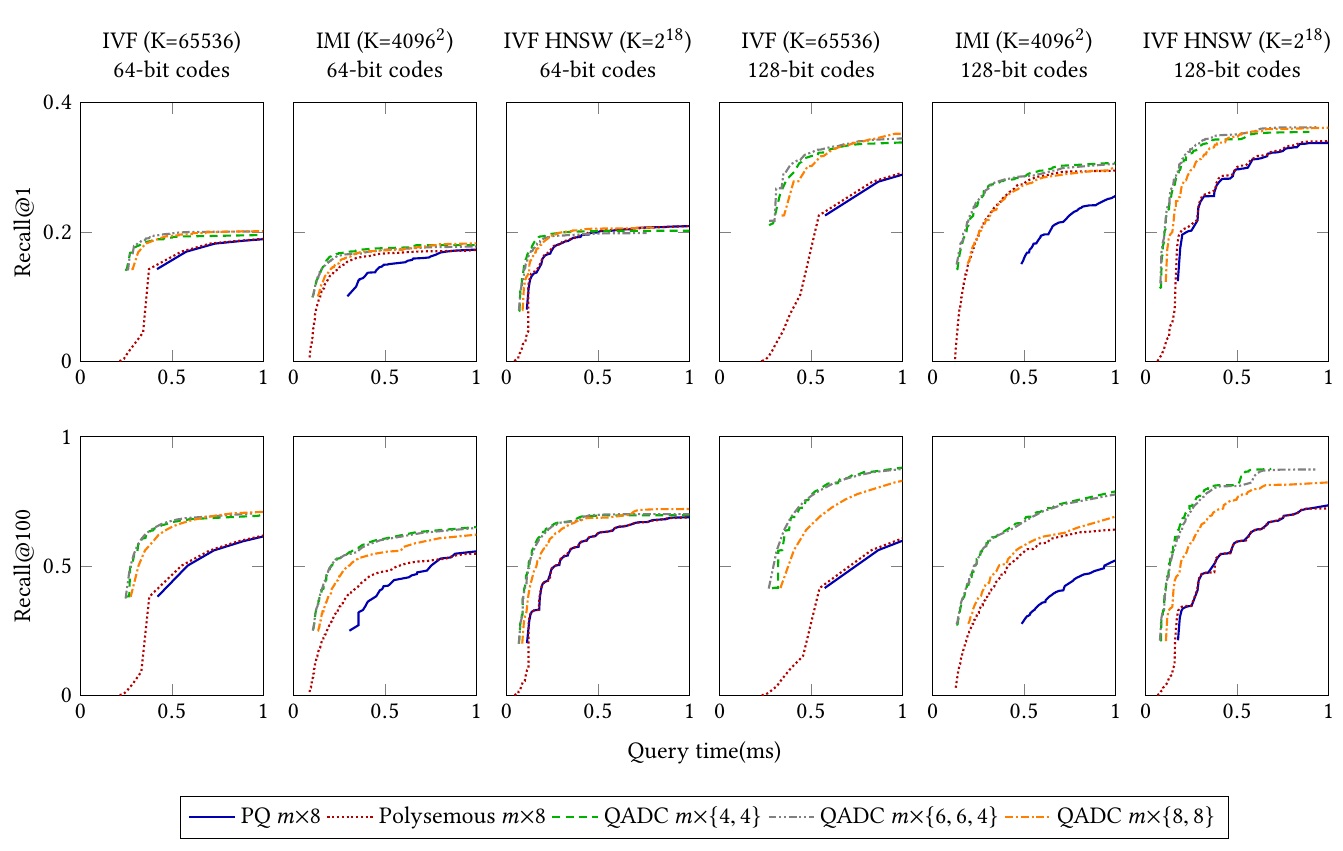 IVF (K=65536) IMI (K=4096²) IVF HNSW (K=2¹⁸) IVF (K=65536) IMI (K=4096²) IVF HNSW (K=2¹⁸)
64-bit codes 64-bit codes 64-bit codes 128-bit codes 128-bit codes 128-bit codes
0.4
0.2
0
Recall@1
0 0.5 1 0 0.5 1 0 0.5 1 0 0.5 1 0 0.5 1 0 0.5 1
1
0.5
0
Recall@100
0 0.5 1 0 0.5 1 0 0.5 1 0 0.5 1 0 0.5 1 0 0.5 1
Query time(ms)
PQ m×8 Polysemous m×8 QADC m×{4, 4} QADC m×{6, 6, 4} QADC m×{8, 8}